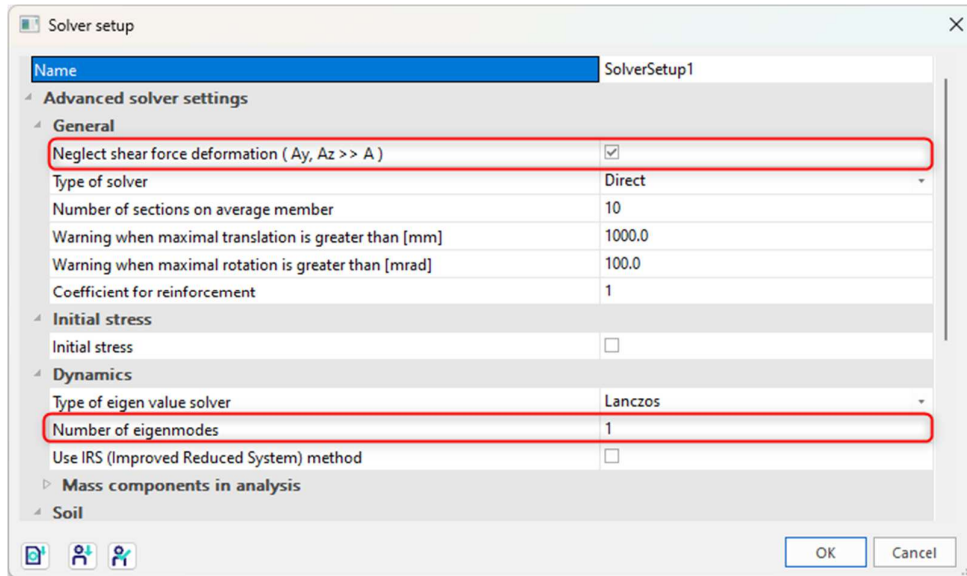 Solver setup
Name SolverSetup1
Advanced solver settings
General
Neglect shear force deformation ( Ay, Az >> A )
Type of solver Direct
Number of sections on average member 10
Warning when maximal translation is greater than [mm] 1000.0
Warning when maximal rotation is greater than [mrad] 100.0
Coefficient for reinforcement 1
Initial stress
Initial stress
Dynamics
Type of eigen value solver Lanczos
Number of eigenmodes 1
Use IRS (Improved Reduced System) method
Mass components in analysis
Soil
OK Cancel